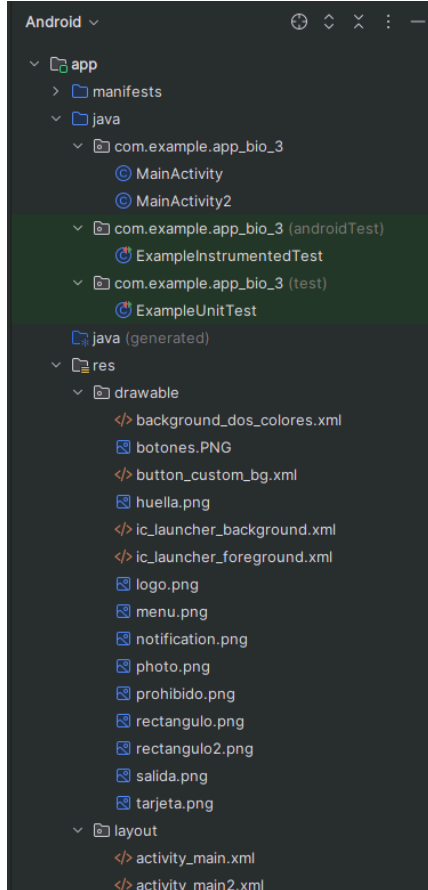 Android
app
manifests
java
com.example.app_bio_3
MainActivity
MainActivity2
com.example.app_bio_3 (androidTest)
ExampleInstrumentedTest
com.example.app_bio_3 (test)
ExampleUnitTest
java (generated)
res
drawable
background_dos_colores.xml
botones.PNG
button_custom_bg.xml
huella.png
ic_launcher_background.xml
ic_launcher_foreground.xml
logo.png
menu.png
notification.png
photo.png
prohibido.png
rectangulo.png
rectangulo2.png
salida.png
tarjeta.png
layout
activity_main.xml
activity_main2.xml